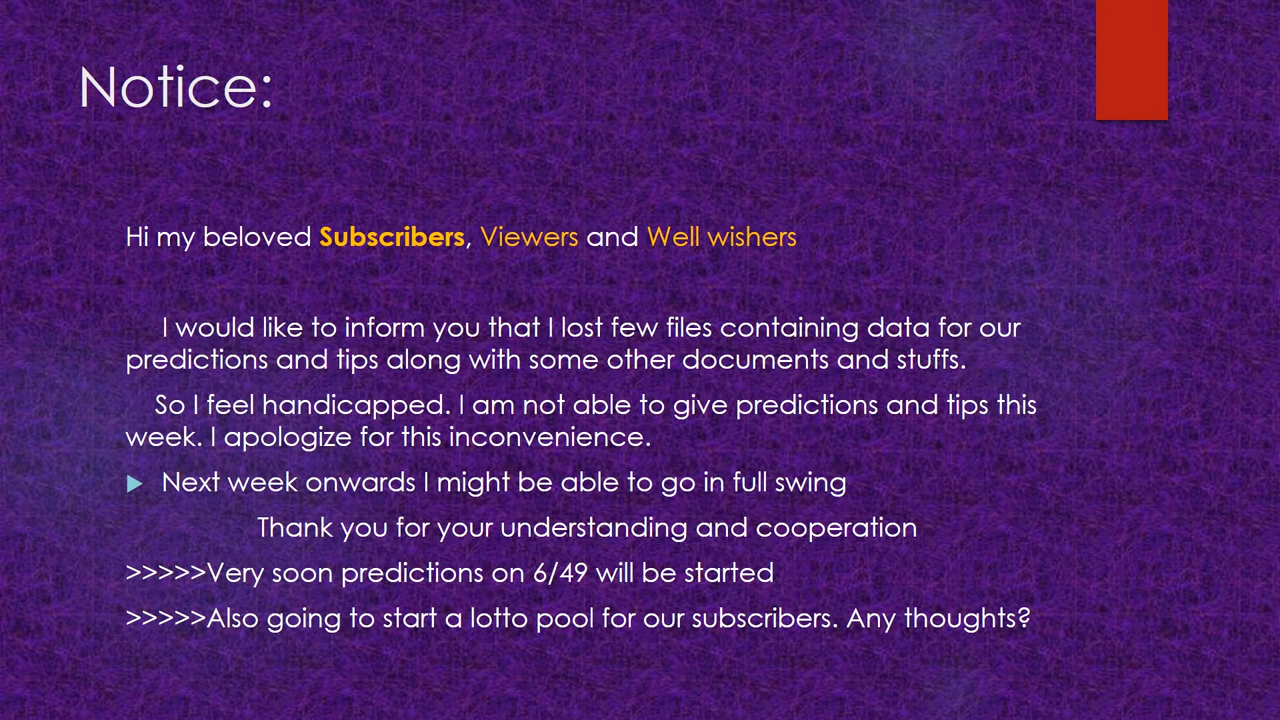 Notice:
Hi my beloved Subscribers, Viewers and Well wishers
I would like to inform you that I lost few files containing data for our
predictions and tips along with some other documents and stuffs.
So I feel handicapped. I am not able to give predictions and tips this
week. I apologize for this inconvenience.
Next week onwards I might be able to go in full swing
Thank you for your understanding and cooperation
>>>>>Very soon predictions on 6/49 will be started
>>>>>Also going to start a lotto pool for our subscribers. Any thoughts?